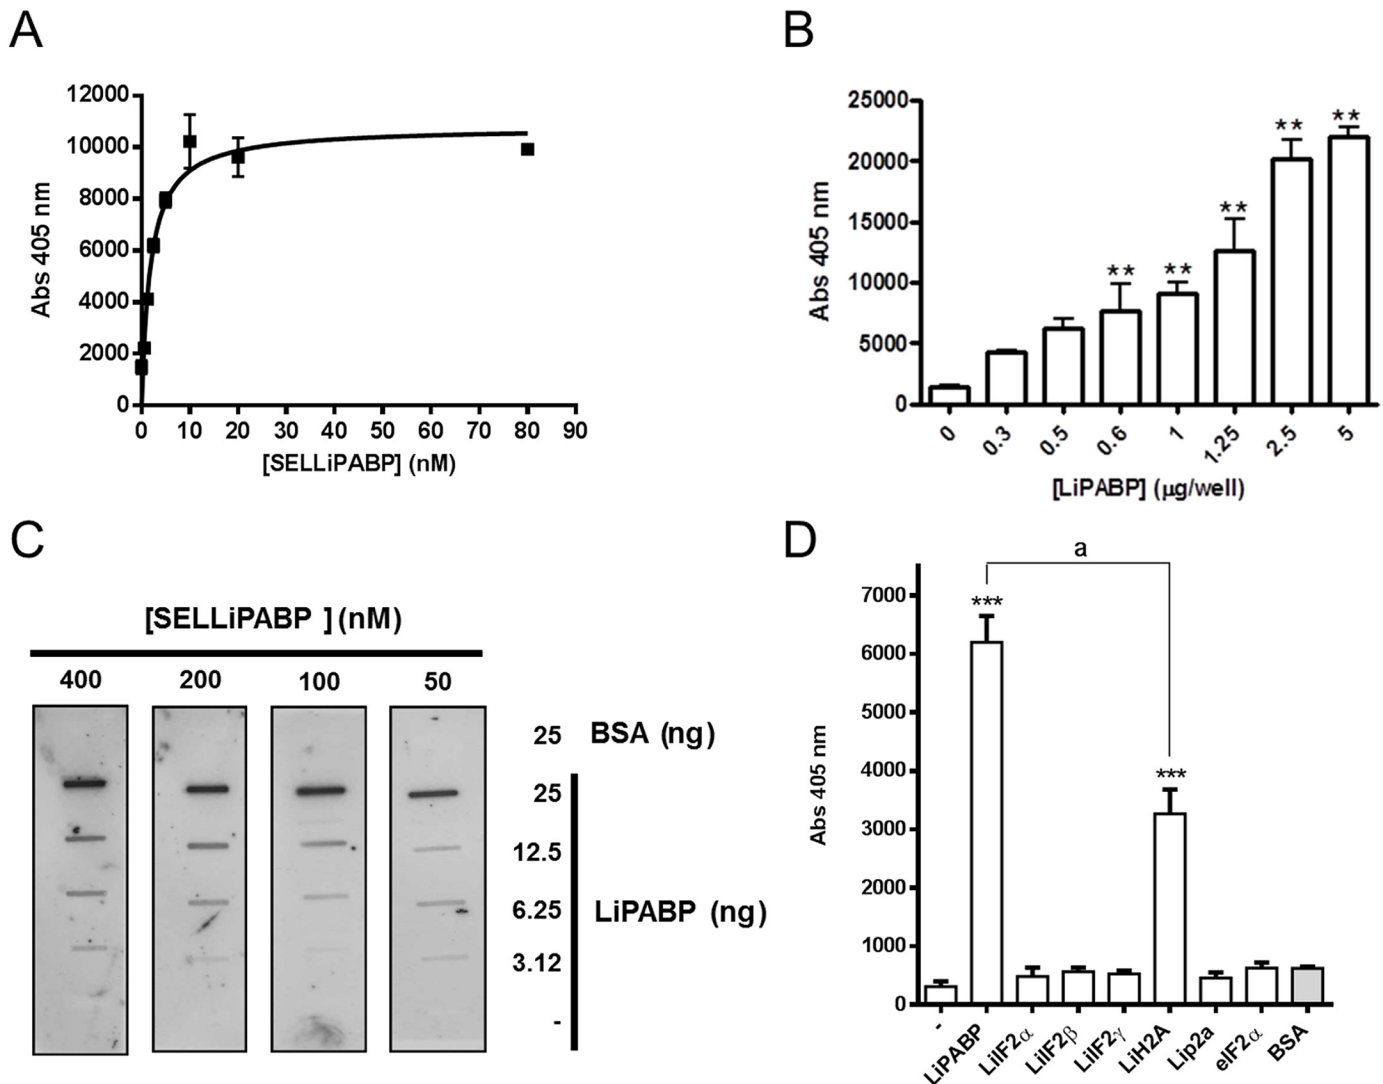 A
Abs 405 nm
12000
10000
8000
6000
4000
2000
0
0 10 20 30 40 50 60 70 80 90
[SELLiPABP] (nM)
B
Abs 405 nm
25000
20000
15000
10000
5000
0
** ** ** ** **
0 0.3 0.5 0.6 1 1.25 2.5 5
[LiPABP] (µg/well)
C
[SELLiPABP ] (nM)
400 200 100 50
25 BSA (ng)
25
12.5
6.25
3.12
-
LiPABP (ng)
D
a
Abs 405 nm
7000
6000
5000
4000
3000
2000
1000
0
*** ***
- LiPABP LiIF2α LiIF2β LiIF2γ LiH2A Lip2a eIF2α BSA